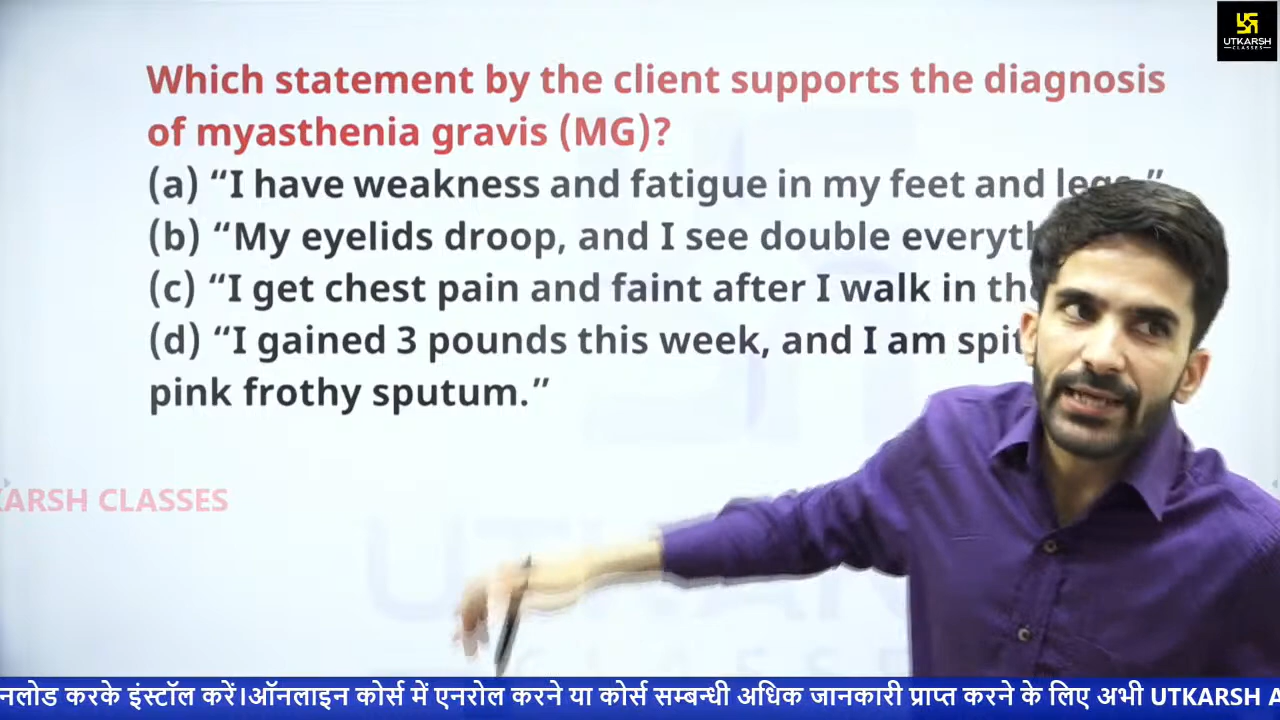 UTKARSH
CLASSES
Which statement by the client supports the diagnosis
of myasthenia gravis (MG)?
(a) “I have weakness and fatigue in my feet and legs.”
(b) “My eyelids droop, and I see double
(c) “I get chest pain and faint after I walk in
(d) “I gained 3 pounds this week, and I am
pink frothy sputum.”
CLASSES
करके इंस्टॉल करें।ऑनलाइन कोर्स में एनरोल करने या कोर्स सम्बन्धी अधिक जानकारी प्राप्त करने के लिए अभी UTKARSH